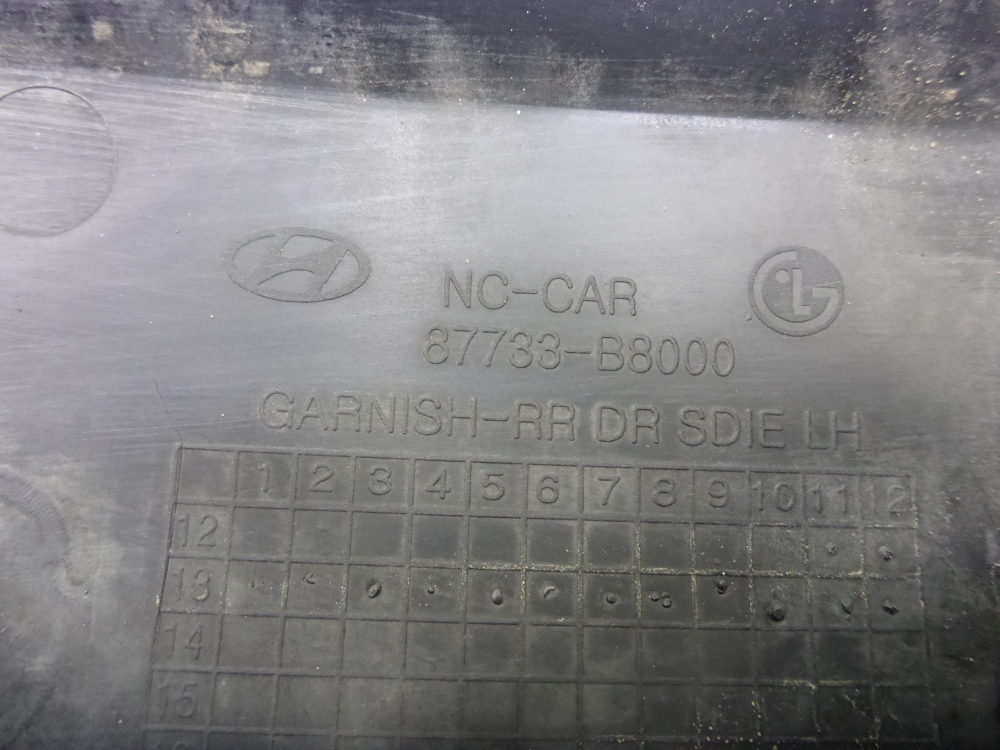 NC-CAR
LG
87733-B8000
GARNISH-RR DR SDIE LH
1 2 3 4 5 6 7 8 9 10 11 12
12
13
14
15